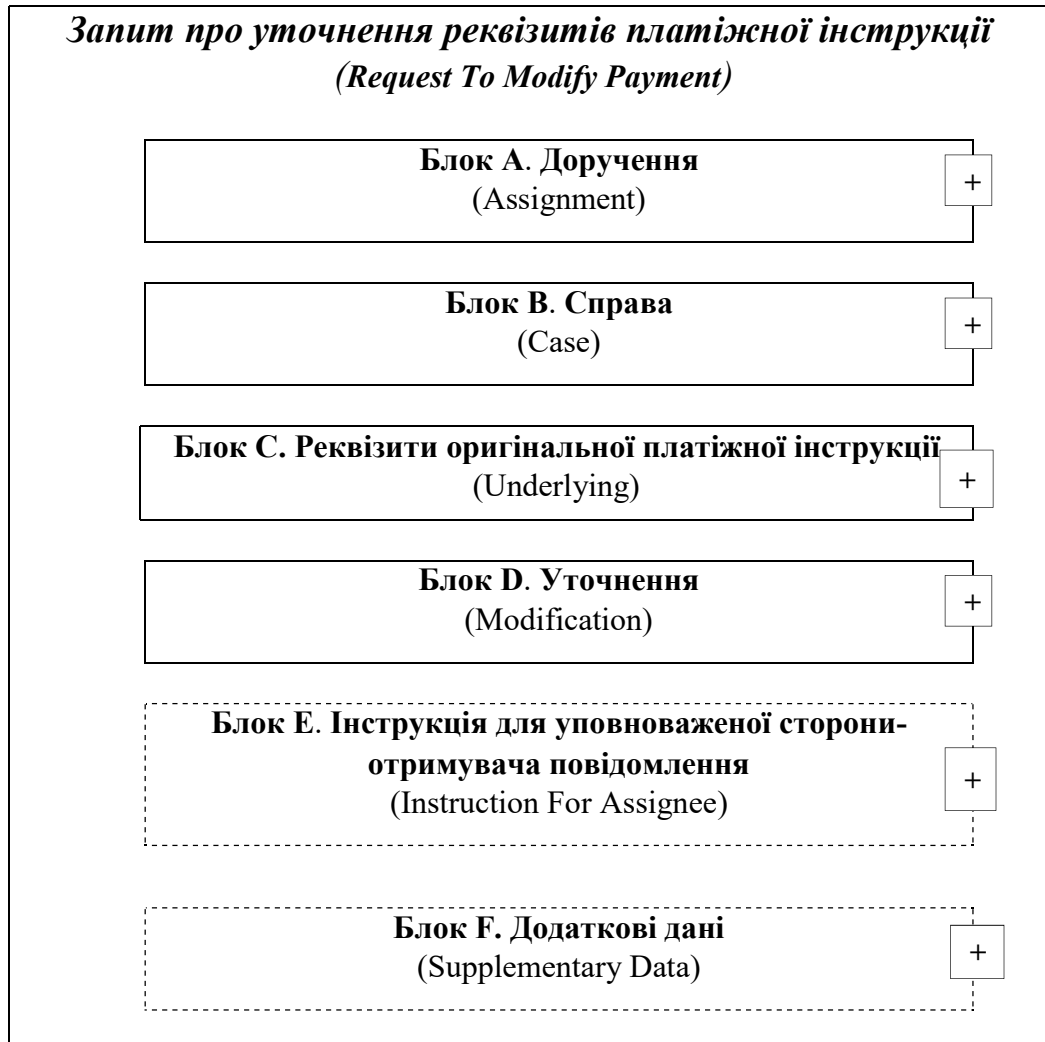 Запит про уточнення реквізитів платіжної інструкції
(Request To Modify Payment)
Блок A. Доручення
(Assignment)
+
Блок B. Справа
(Case)
+
Блок C. Реквізити оригінальної платіжної інструкції
(Underlying)
+
Блок D. Уточнення
(Modification)
+
Блок E. Інструкція для уповноваженої сторони-
отримувача повідомлення
(Instruction For Assignee)
+
Блок F. Додаткові дані
(Supplementary Data)
+